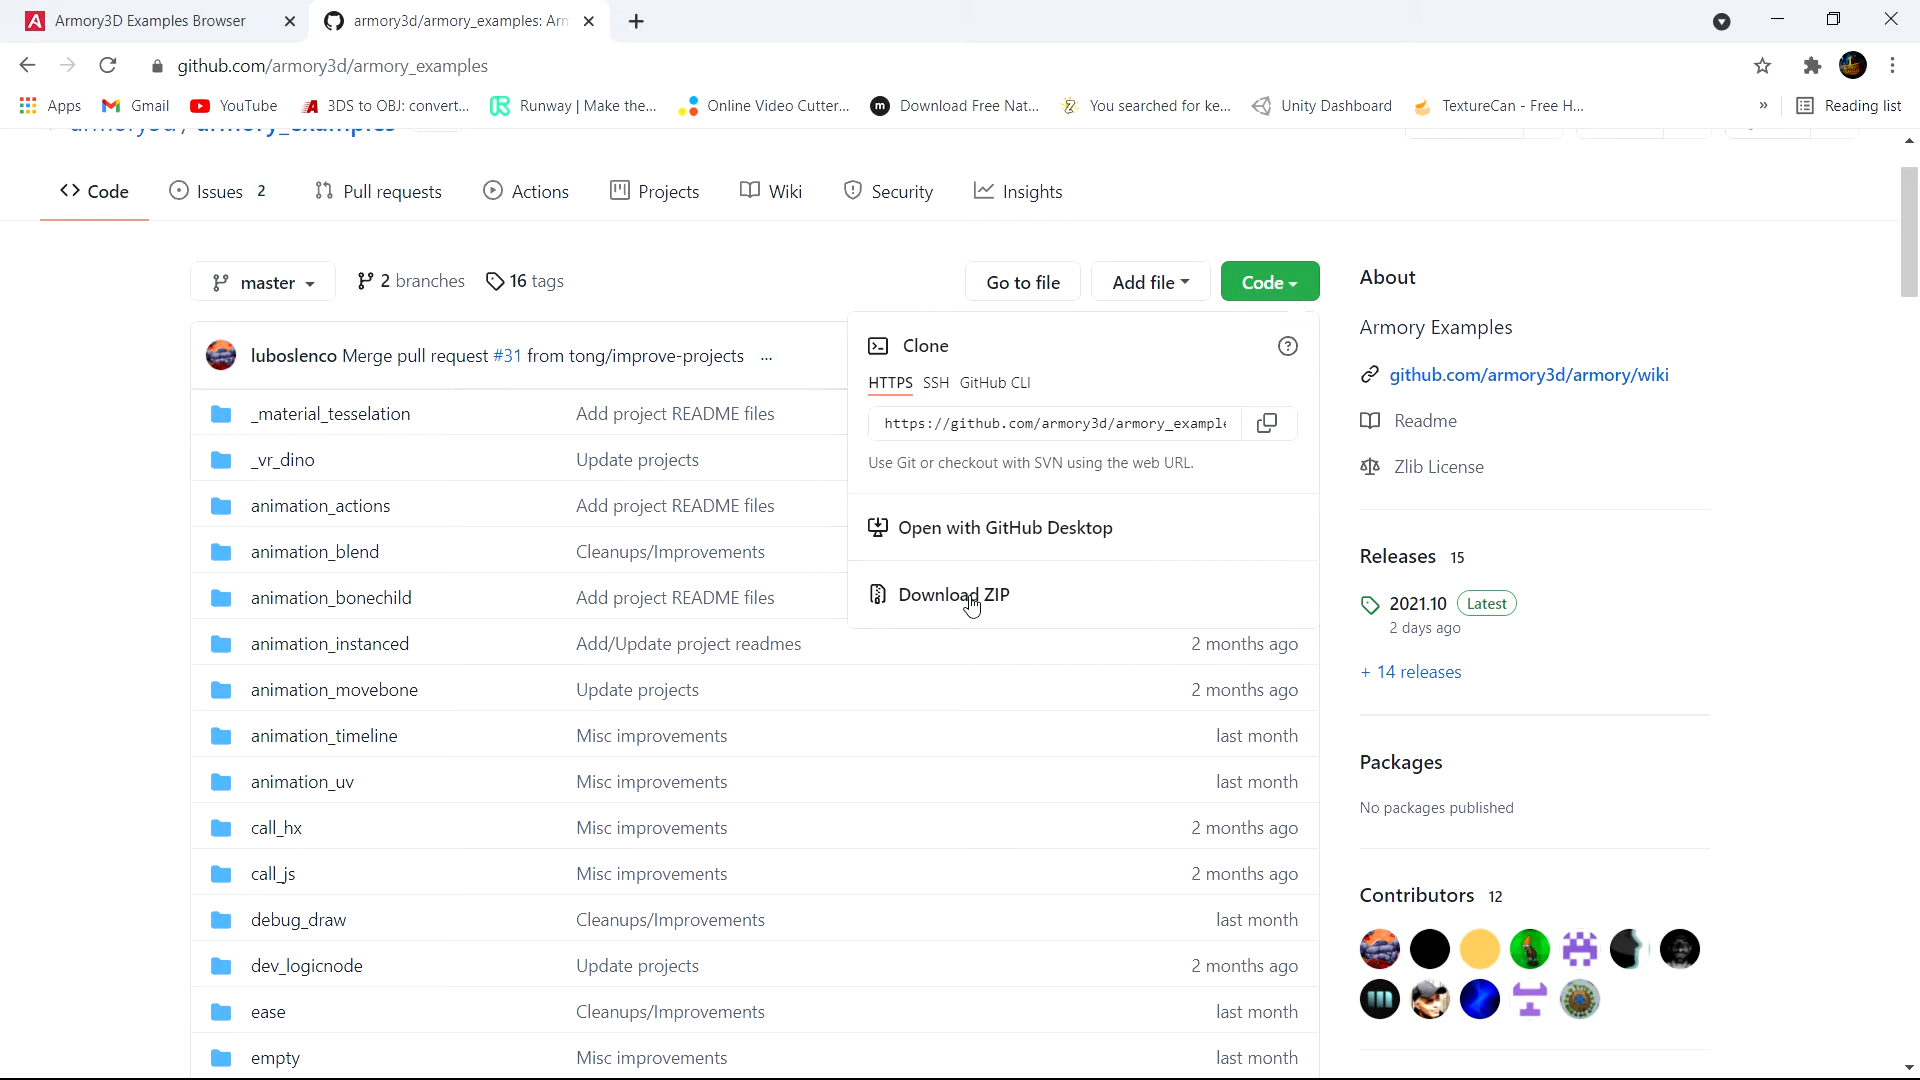 Armory3D Examples Browser
armory3d/armory_examples: Arm
github.com/armory3d/armory_examples
Apps
Gmail
YouTube
3DS to OBJ: convert...
Runway | Make the...
Online Video Cutter...
Download Free Nat...
You searched for ke...
Unity Dashboard
TextureCan - Free H...
»
Reading list
armory3d / armory_examples
Code
Issues 2
Pull requests
Actions
Projects
Wiki
Security
Insights
master
2 branches
16 tags
Go to file
Add file
Code
luboslenco Merge pull request #31 from tong/improve-projects ...
_material_tesselation Add project README files
_vr_dino Update projects
animation_actions Add project README files
animation_blend Cleanups/Improvements
animation_bonechild Add project README files
animation_instanced Add/Update project readmes 2 months ago
animation_movebone Update projects 2 months ago
animation_timeline Misc improvements last month
animation_uv Misc improvements last month
call_hx Misc improvements 2 months ago
call_js Misc improvements 2 months ago
debug_draw Cleanups/Improvements last month
dev_logicnode Update projects 2 months ago
ease Cleanups/Improvements last month
empty Misc improvements last month
Clone
HTTPS SSH GitHub CLI
https://github.com/armory3d/armory_example
Use Git or checkout with SVN using the web URL.
Open with GitHub Desktop
Download ZIP
About
Armory Examples
github.com/armory3d/armory/wiki
Readme
Zlib License
Releases 15
2021.10 Latest
2 days ago
+ 14 releases
Packages
No packages published
Contributors 12